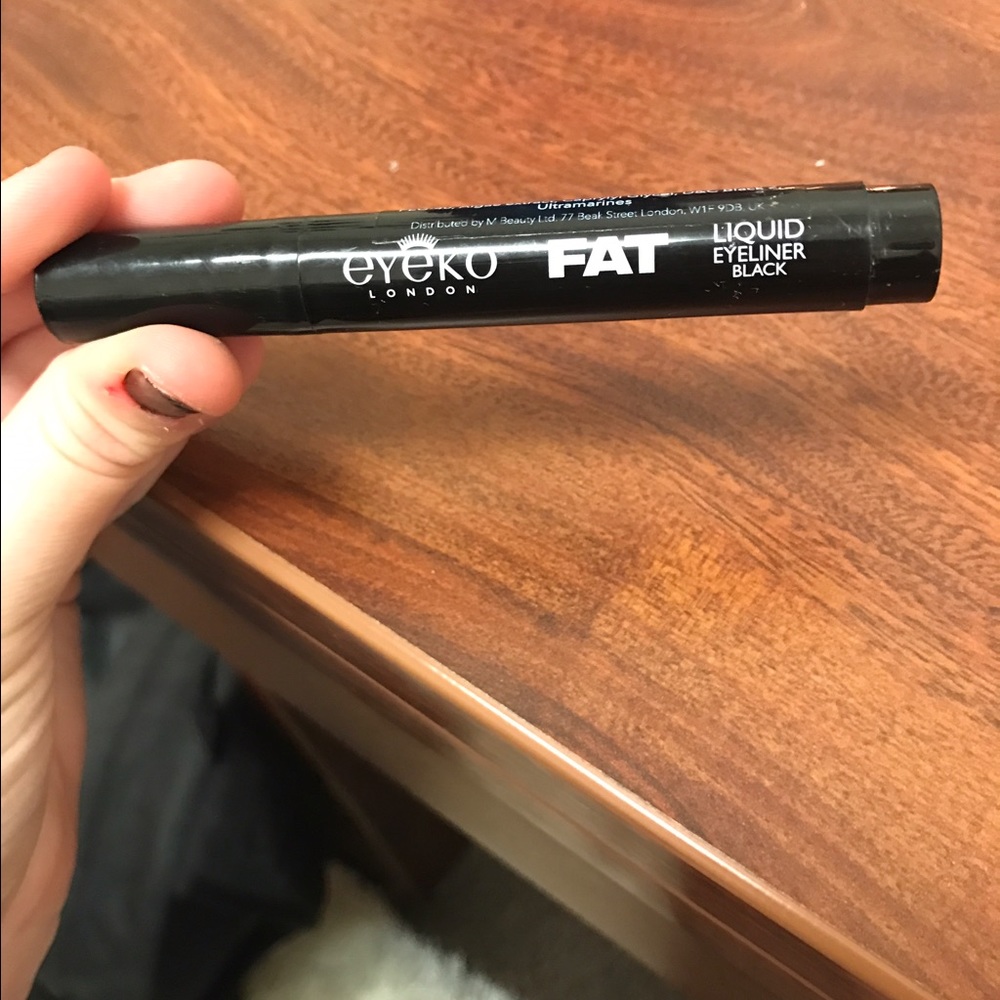 Ultramarines
Distributed by M Beauty Ltd. 77 Beak Street London. W1F 9DB. UK
eyeko
LONDON
FAT
LIQUID
EYELINER
BLACK